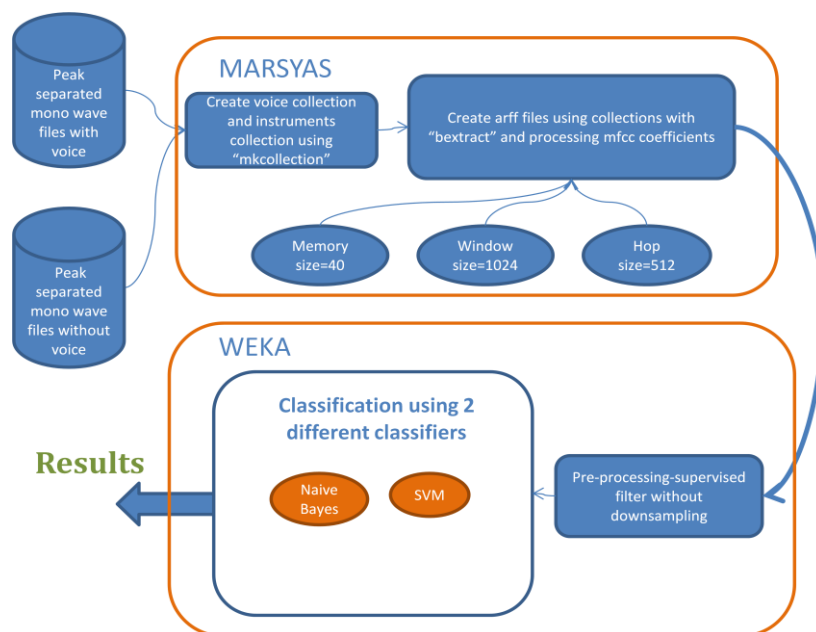 Peak
separated
mono wave
files with
voice
Peak
separated
mono wave
files without
voice
MARSYAS
Create voice collection
and instruments
collection using
"mkcollection"
Create arff files using collections with
"bextract" and processing mfcc coefficients
Memory
size=40
Window
size=1024
Hop
size=512
WEKA
Pre-processing-supervised
filter without
downsampling
Classification using 2
different classifiers
Naive
Bayes
SVM
Results